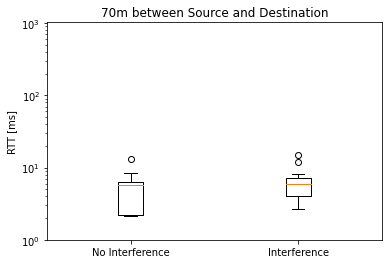 70m between Source and Destination
10³
10²
10¹
10⁰
RTT [ms]
No Interference
Interference